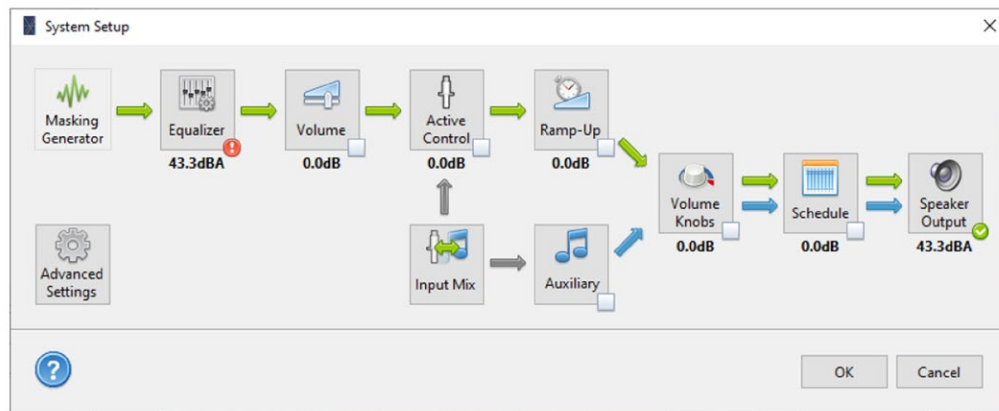 System Setup
Masking
Generator
Equalizer
43.3dBA
Volume
0.0dB
Active
Control
0.0dB
Ramp-Up
0.0dB
Volume
Knobs
0.0dB
Schedule
0.0dB
Speaker
Output
43.3dBA
Advanced
Settings
Input Mix
Auxiliary
?
OK
Cancel